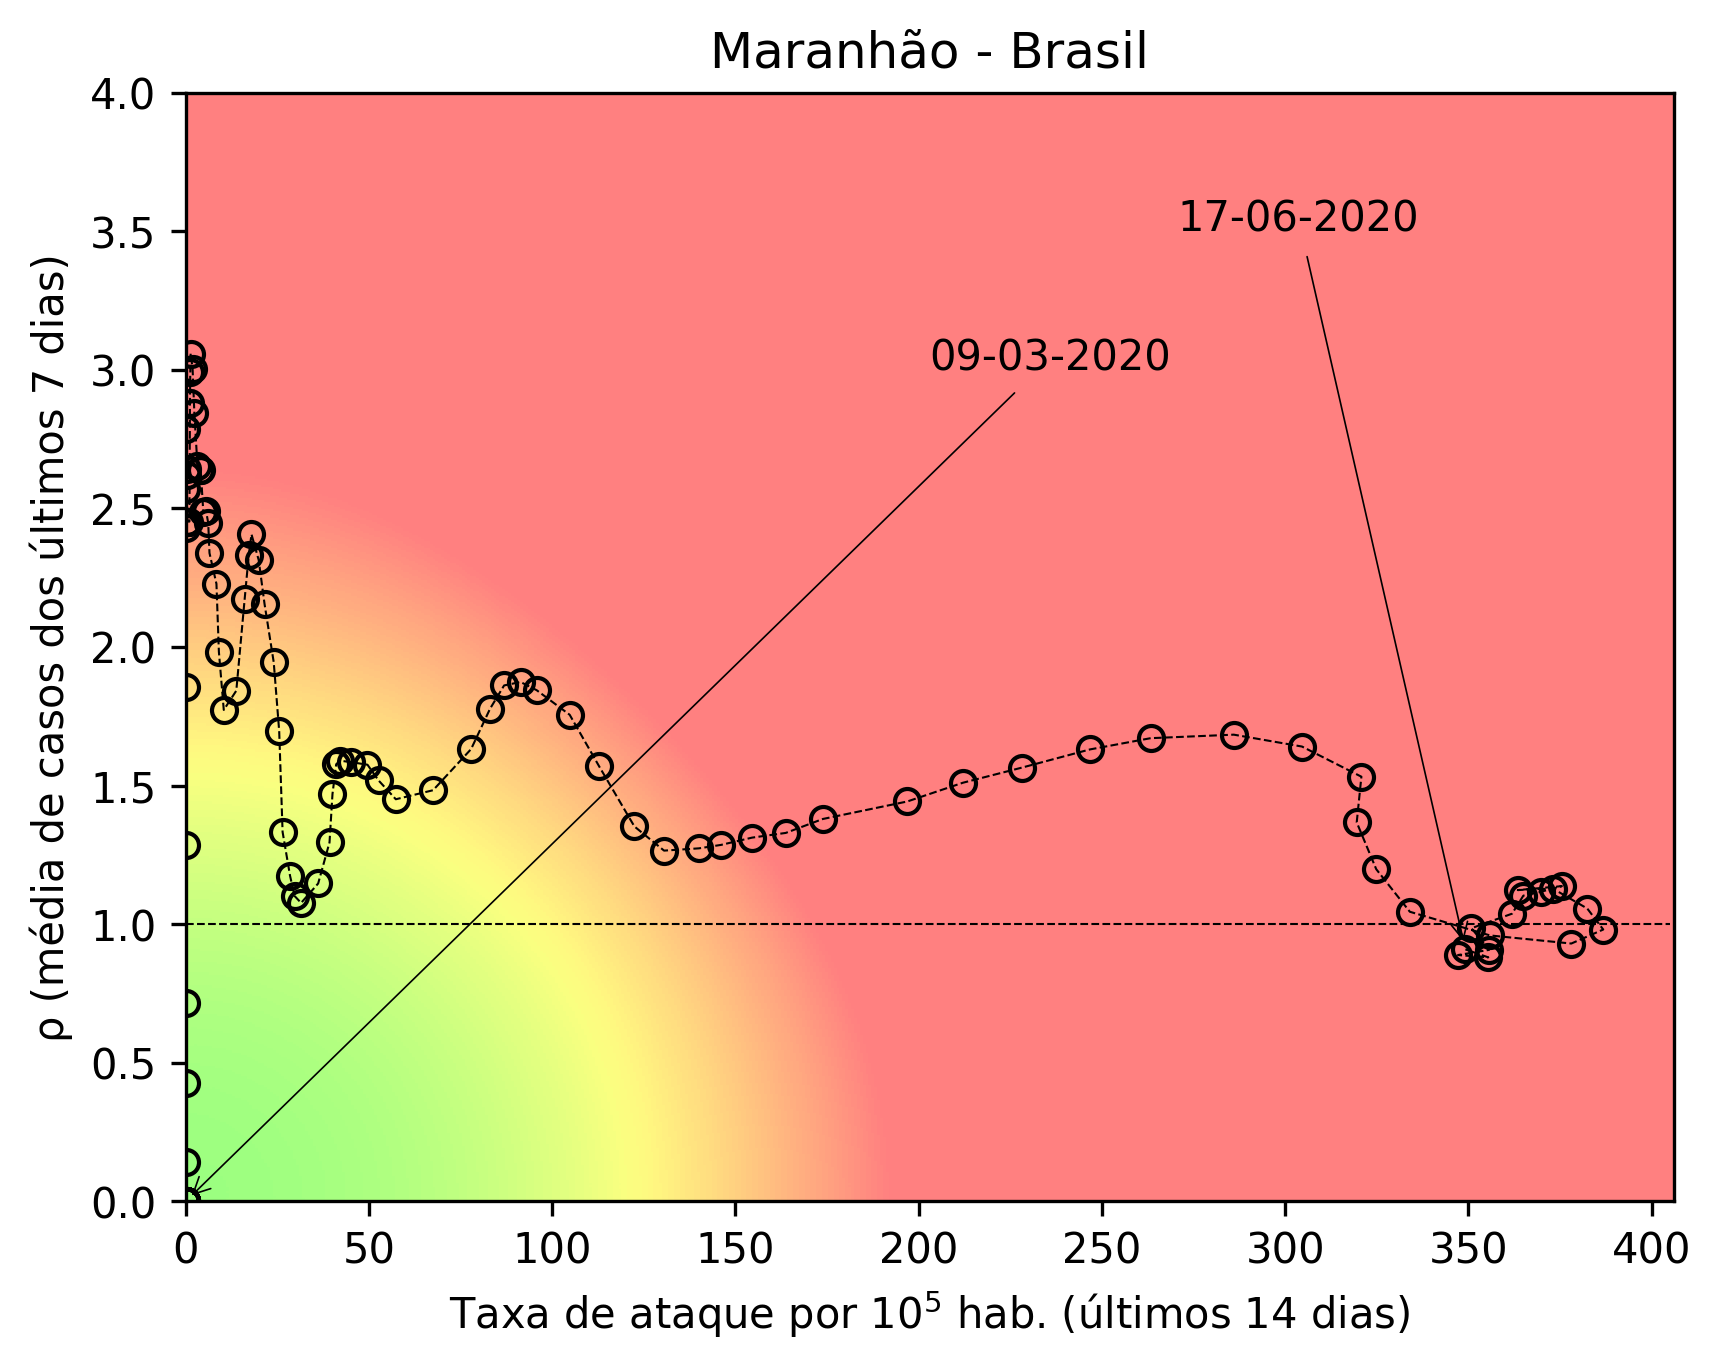 Maranhão - Brasil
4.0
3.5
3.0
2.5
2.0
1.5
1.0
0.5
0.0
ρ (média de casos dos últimos 7 dias)
17-06-2020
09-03-2020
0 50 100 150 200 250 300 350 400
Taxa de ataque por 10⁵ hab. (últimos 14 dias)